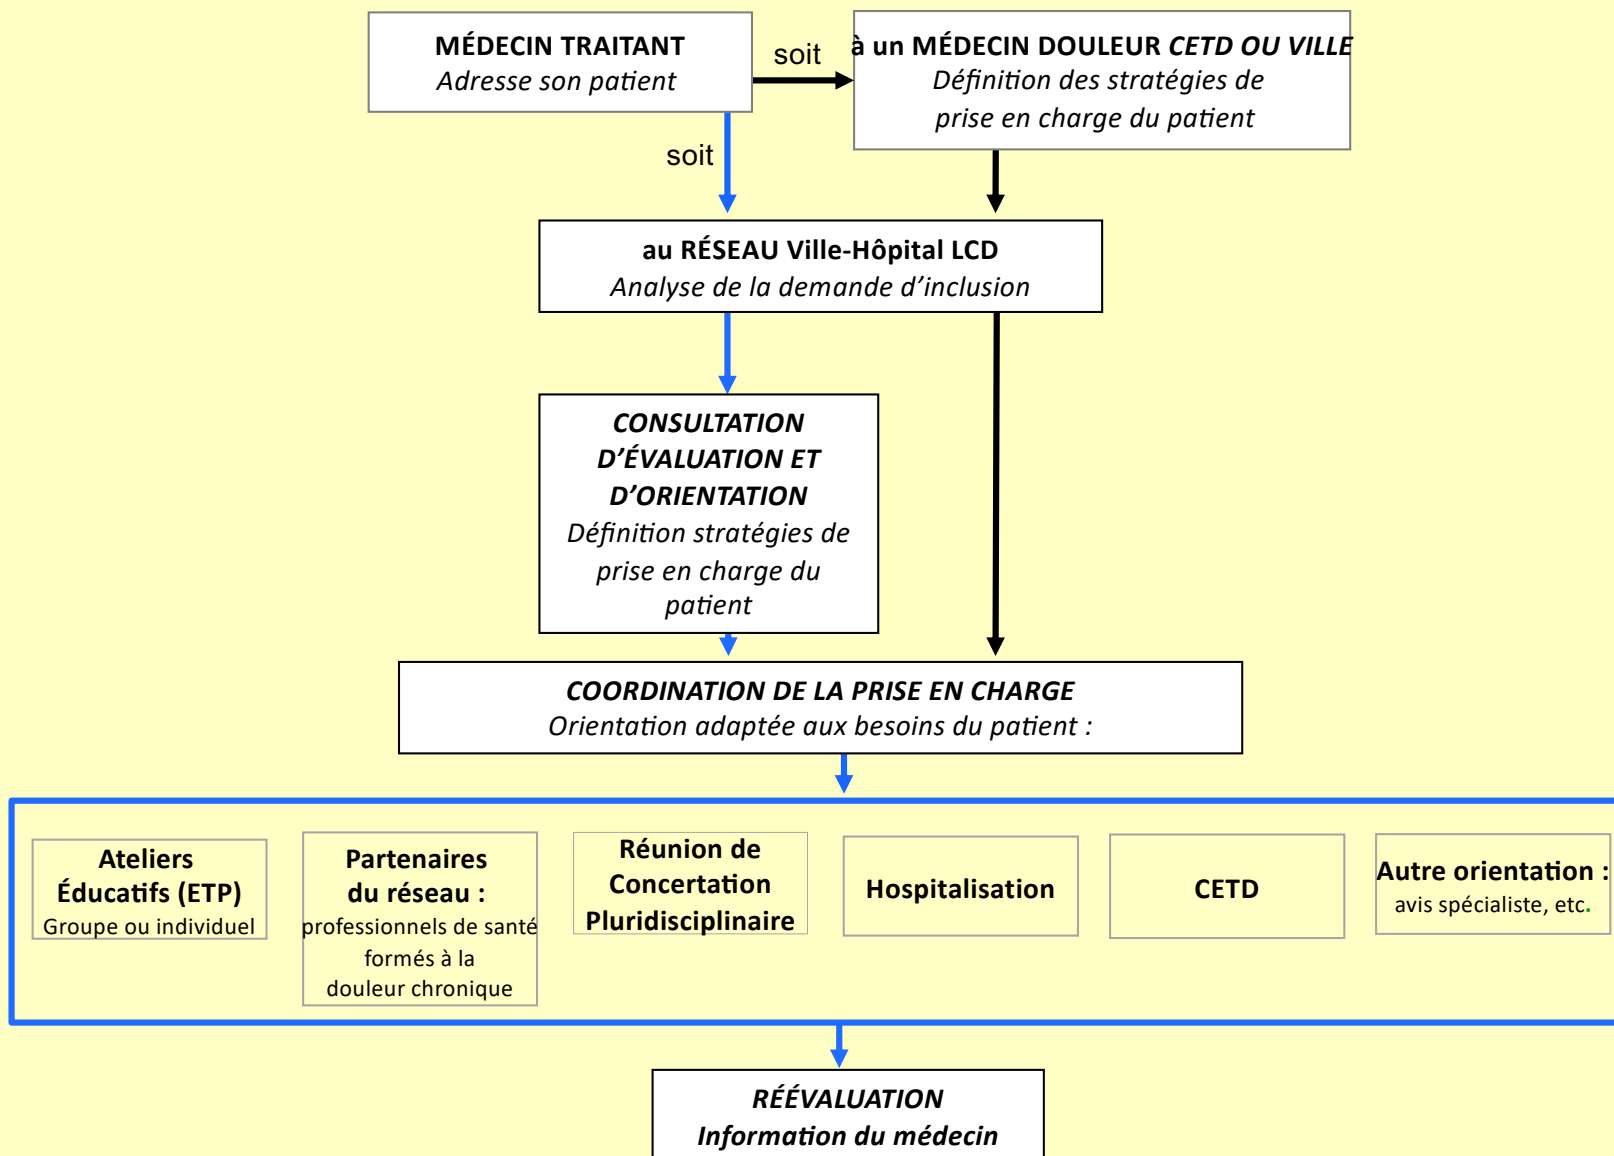 MÉDECIN TRAITANT
Adresse son patient
soit
à un MÉDECIN DOULEUR CETD OU VILLE
Définition des stratégies de
prise en charge du patient
soit
au RÉSEAU Ville-Hôpital LCD
Analyse de la demande d’inclusion
CONSULTATION
D’ÉVALUATION ET
D’ORIENTATION
Définition stratégies de
prise en charge du
patient
COORDINATION DE LA PRISE EN CHARGE
Orientation adaptée aux besoins du patient :
Ateliers
Éducatifs (ETP)
Groupe ou individuel
Partenaires
du réseau :
professionnels de santé
formés à la
douleur chronique
Réunion de
Concertation
Pluridisciplinaire
Hospitalisation
CETD
Autre orientation :
avis spécialiste, etc.
RÉÉVALUATION
Information du médecin